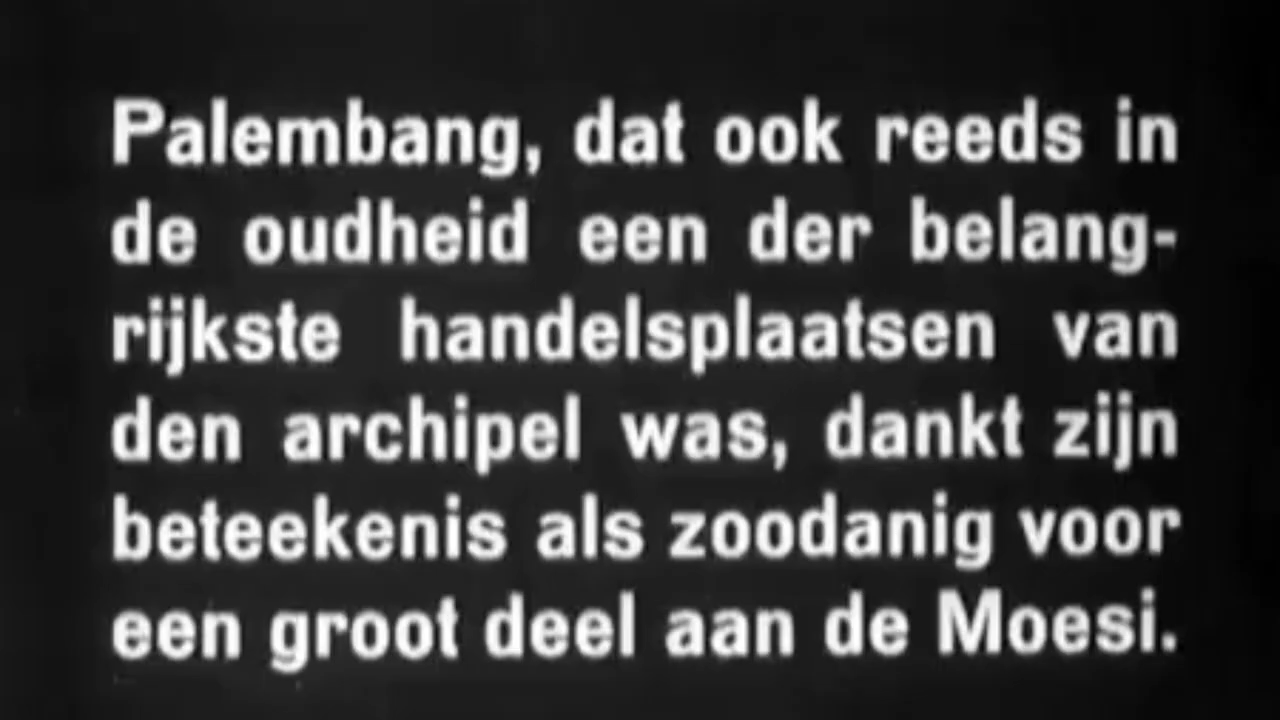 Palembang, dat ook reeds in
de oudheid een der belang-
rijkste handelsplaatsen van
den archipel was, dankt zijn
beteekenis als zoodanig voor
een groot deel aan de Moesi.